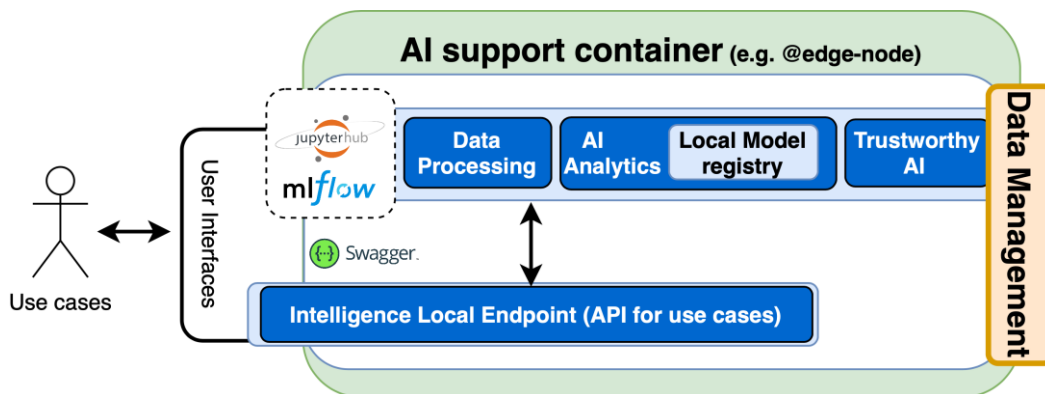 AI support container (e.g. @edge-node)
jupyterhub
mlflow
Data
Processing
AI
Analytics
Local Model
registry
Trustworthy
AI
Data Management
User Interfaces
Use cases
{··} Swagger.
Intelligence Local Endpoint (API for use cases)